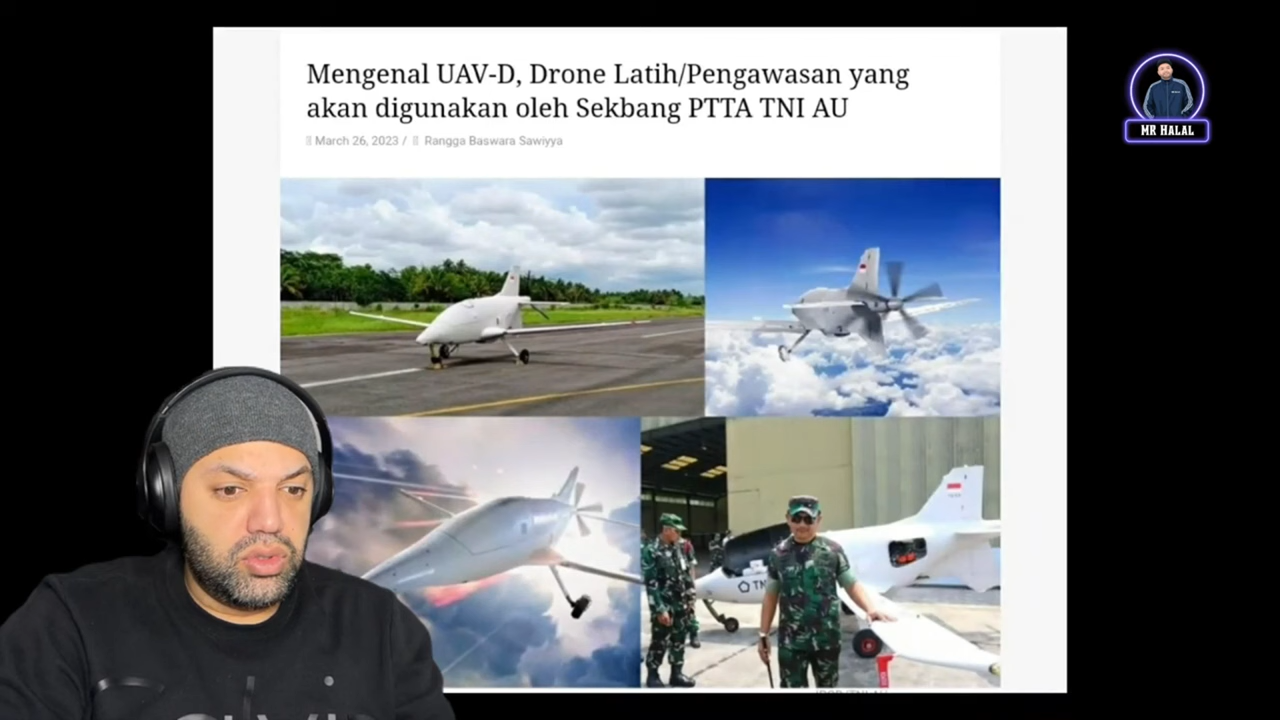 Mengenal UAV-D, Drone Latih/Pengawasan yang
akan digunakan oleh Sekbang PTTA TNI AU
March 26, 2023 / Rangga Baswara Sawiyya
MR HALAL